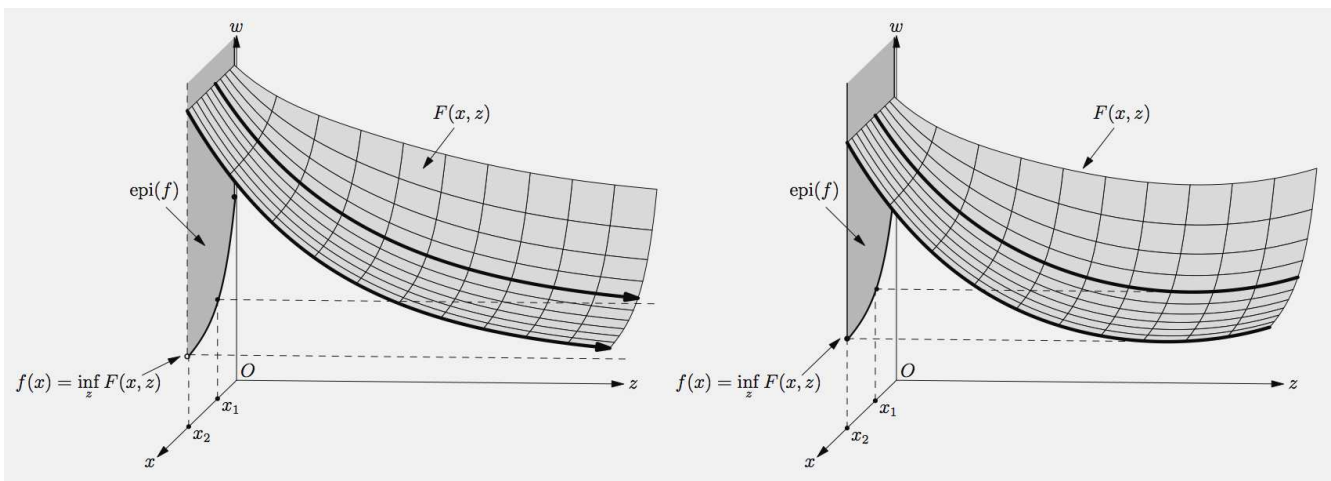 w
F(x, z)
epi(f)
f(x) = inf F(x, z)
z
O
z
x₁
x₂
x
w
F(x, z)
epi(f)
f(x) = inf F(x, z)
z
O
z
x₁
x₂
x